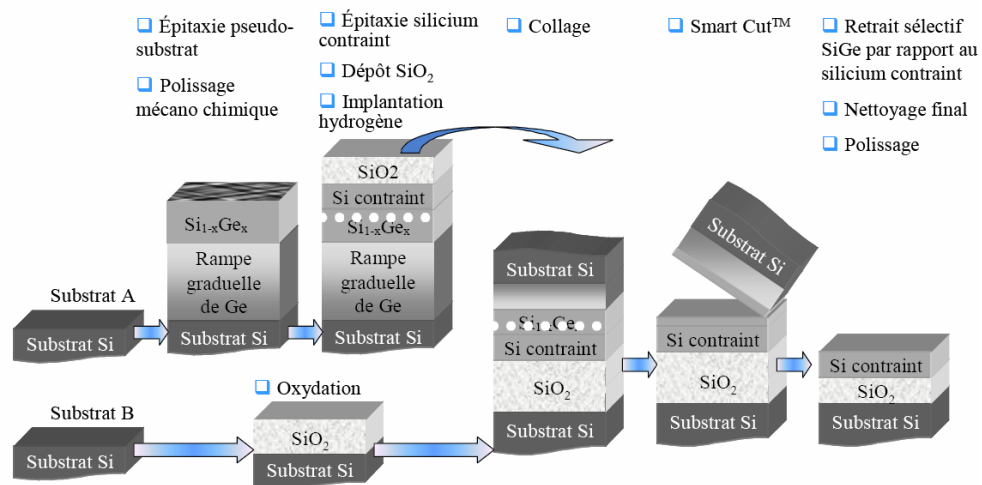 Épitaxie pseudo-
substrat
Polissage
mécano chimique
Épitaxie silicium
contraint
Dépôt SiO2
Implantation
hydrogène
Collage
Smart Cut™
Retrait sélectif
SiGe par rapport au
silicium contraint
Nettoyage final
Polissage
Substrat A
Substrat Si
Si1-xGex
Rampe
graduelle
de Ge
Substrat Si
SiO2
Si contraint
Si1-xGex
Rampe
graduelle
de Ge
Substrat Si
Substrat Si
Si1-xGex
Si contraint
SiO2
Substrat Si
Substrat Si
Si contraint
SiO2
Substrat Si
Si contraint
SiO2
Substrat Si
Substrat B
Substrat Si
Oxydation
SiO2
Substrat Si